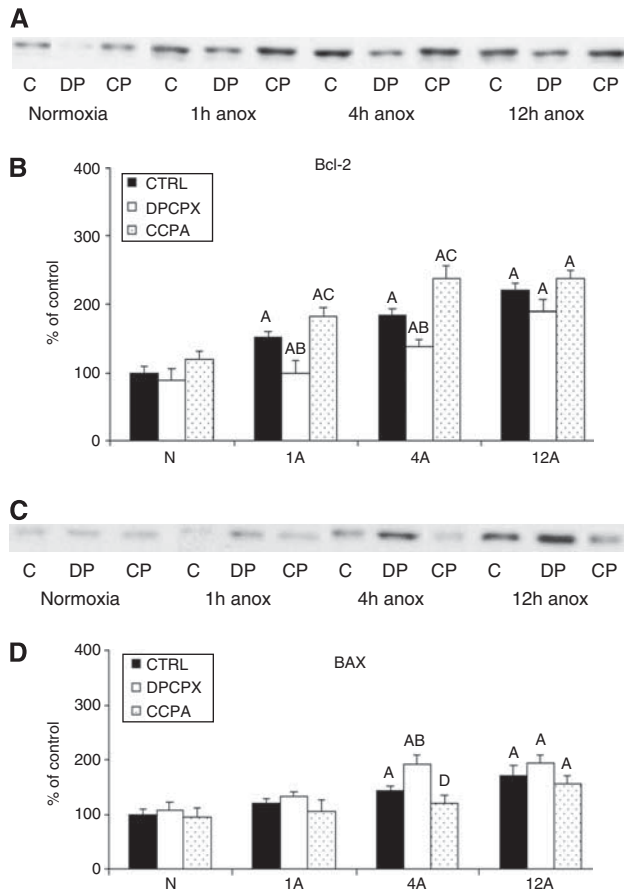 A
C DP CP C DP CP C DP CP C DP CP
Normoxia 1h anox 4h anox 12h anox
B
Bcl-2
400
CTRL
DPCPX
CCPA
300
% of control
AC
200
A
AC
A
A
A
A
AB
AB
100
0
N 1A 4A 12A
C
C DP CP C DP CP C DP CP C DP CP
Normoxia 1h anox 4h anox 12h anox
D
BAX
400
CTRL
DPCPX
CCPA
300
% of control
200
A
AB
D
A
A
A
100
0
N 1A 4A 12A